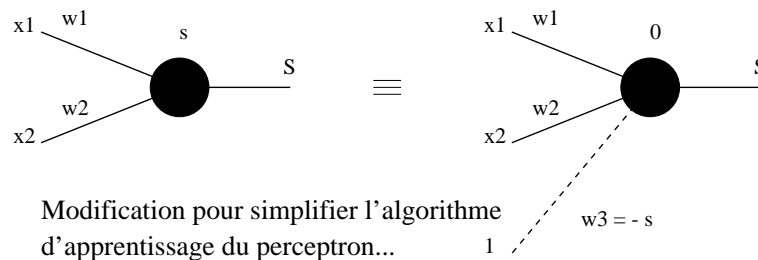 x1 w1 s
S
w2
x2
≡
x1 w1 0
S
w2
x2
Modification pour simplifier l'algorithme
d'apprentissage du perceptron...
w3 = - s
1